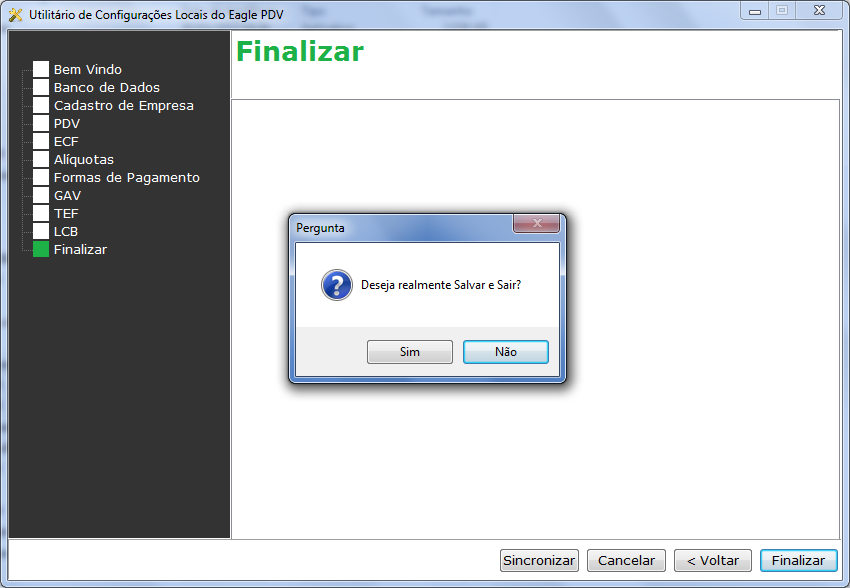 Utilitário de Configurações Locais do Eagle PDV
Finalizar
Bem Vindo
Banco de Dados
Cadastro de Empresa
PDV
ECF
Alíquotas
Formas de Pagamento
GAV
TEF
LCB
Finalizar
Pergunta
Deseja realmente Salvar e Sair?
Sim
Não
Sincronizar
Cancelar
< Voltar
Finalizar